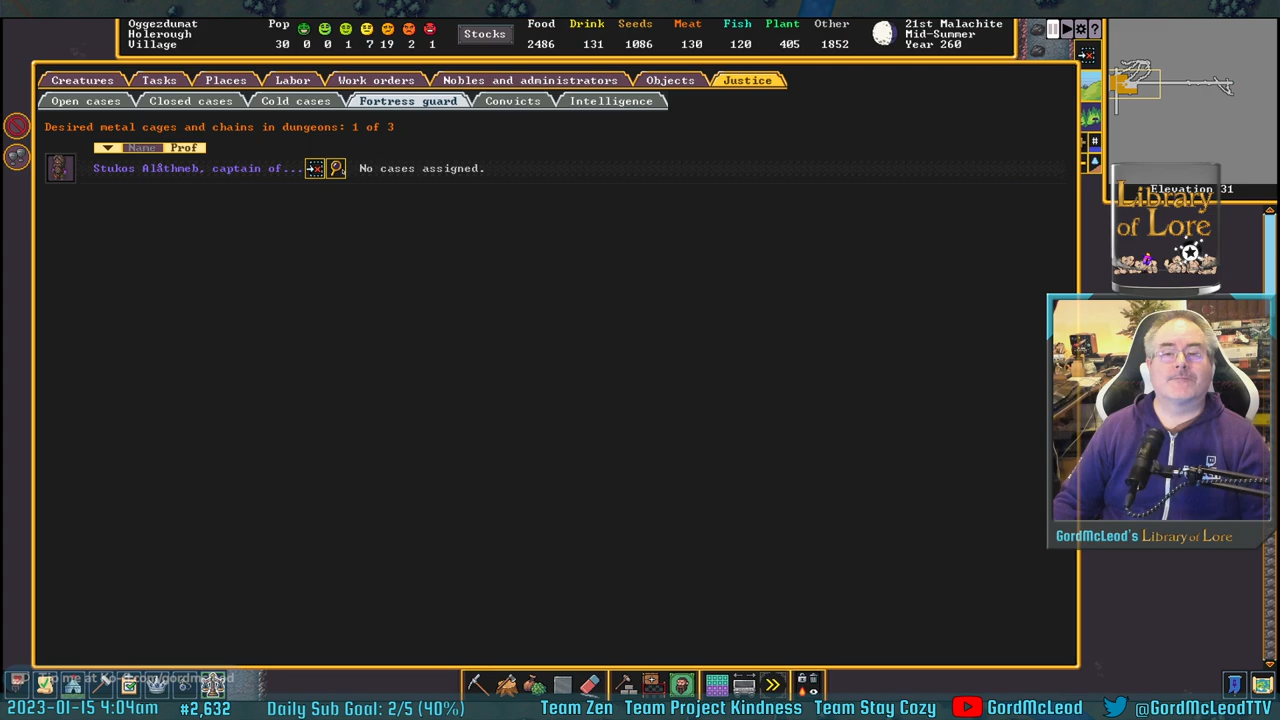 Oggezdumat
Holerough
Village
Pop
30 0 0 1 7 19 2 1
Stocks
Food Drink Seeds Meat Fish Plant Other
2486 131 1086 130 120 405 1852
21st Malachite
Mid-Summer
Year 260
Creatures Tasks Places Labor Work orders Nobles and administrators Objects Justice
Open cases Closed cases Cold cases Fortress guard Convicts Intelligence
Desired metal cages and chains in dungeons: 1 of 3
Name Prof
Stukos Alåthmeb, captain of... No cases assigned.
Elevation 31
Library
of Lore
GordMcLeod's Library of Lore
2023-01-15 4:04am #2,632 Daily Sub Goal: 2/5 (40%) Team Zen Team Project Kindness Team Stay Cozy GordMcLeod @GordMcLeodTTV